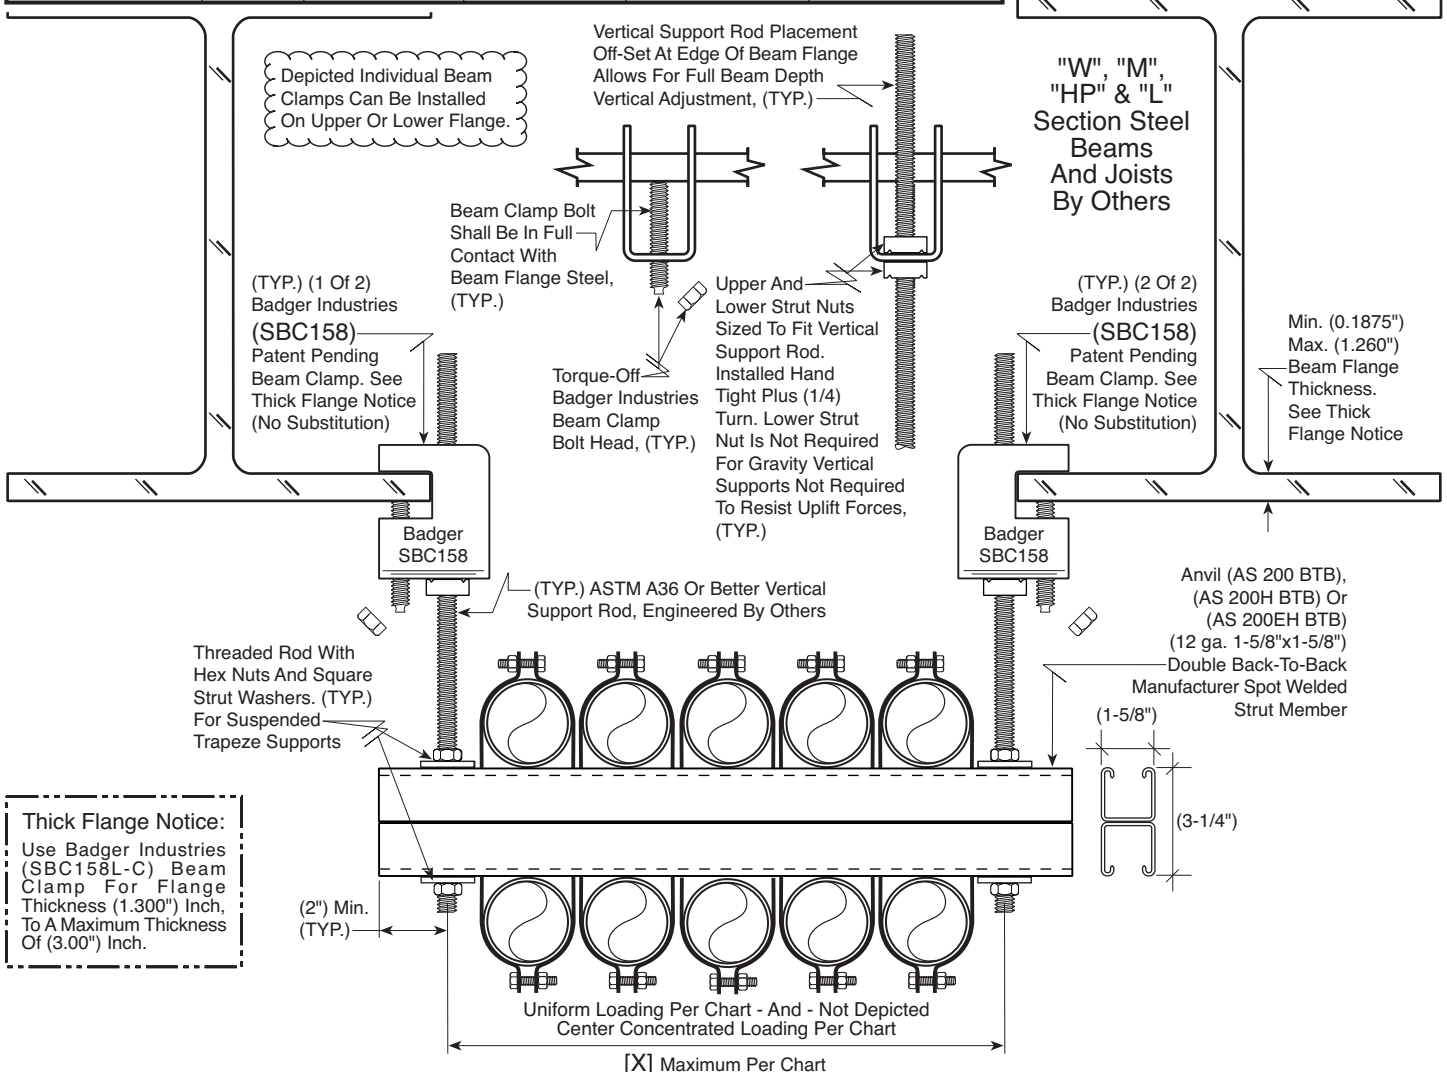 Vertical Support Rod Placement
Off-Set At Edge Of Beam Flange
Allows For Full Beam Depth
Vertical Adjustment, (TYP.)
Depicted Individual Beam
Clamps Can Be Installed
On Upper Or Lower Flange.
"W", "M",
"HP" & "L"
Section Steel
Beams
And Joists
By Others
Beam Clamp Bolt
Shall Be In Full
Contact With
Beam Flange Steel,
(TYP.)
(TYP.) (1 Of 2)
Badger Industries
(SBC158)
Patent Pending
Beam Clamp. See
Thick Flange Notice
(No Substitution)
Torque-Off
Badger Industries
Beam Clamp
Bolt Head, (TYP.)
Upper And
Lower Strut Nuts
Sized To Fit Vertical
Support Rod.
Installed Hand
Tight Plus (1/4)
Turn. Lower Strut
Nut Is Not Required
For Gravity Vertical
Supports Not Required
To Resist Uplift Forces,
(TYP.)
(TYP.) (2 Of 2)
Badger Industries
(SBC158)
Patent Pending
Beam Clamp. See
Thick Flange Notice
(No Substitution)
Min. (0.1875")
Max. (1.260")
Beam Flange
Thickness.
See Thick
Flange Notice
Badger
SBC158
Badger
SBC158
(TYP.) ASTM A36 Or Better Vertical
Support Rod, Engineered By Others
Anvil (AS 200 BTB),
(AS 200H BTB) Or
(AS 200EH BTB)
(12 ga. 1-5/8"x1-5/8")
Double Back-To-Back
Manufacturer Spot Welded
Strut Member
Threaded Rod With
Hex Nuts And Square
Strut Washers. (TYP.)
For Suspended
Trapeze Supports
(1-5/8")
(3-1/4")
Thick Flange Notice:
Use Badger Industries
(SBC158L-C) Beam
Clamp For Flange
Thickness (1.300") Inch,
To A Maximum Thickness
Of (3.00") Inch.
(2") Min.
(TYP.)
Uniform Loading Per Chart - And - Not Depicted
Center Concentrated Loading Per Chart
[X] Maximum Per Chart